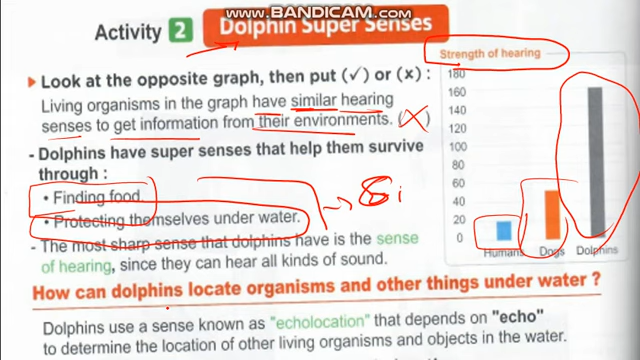 WWW.BANDICAM.COM
Activity 2 Dolphin Super Senses
Strength of hearing
Look at the opposite graph, then put (✓) or (x) :
Living organisms in the graph have similar hearing
senses to get information from their environments. (X)
- Dolphins have super senses that help them survive
through :
• Finding food.
• Protecting themselves under water.
- The most sharp sense that dolphins have is the sense
of hearing, since they can hear all kinds of sound.
180
160
140
120
100
80
60
40
20
0
Humans Dogs Dolphins
How can dolphins locate organisms and other things under water ?
Dolphins use a sense known as "echolocation" that depends on "echo"
to determine the location of other living organisms and objects in the water.